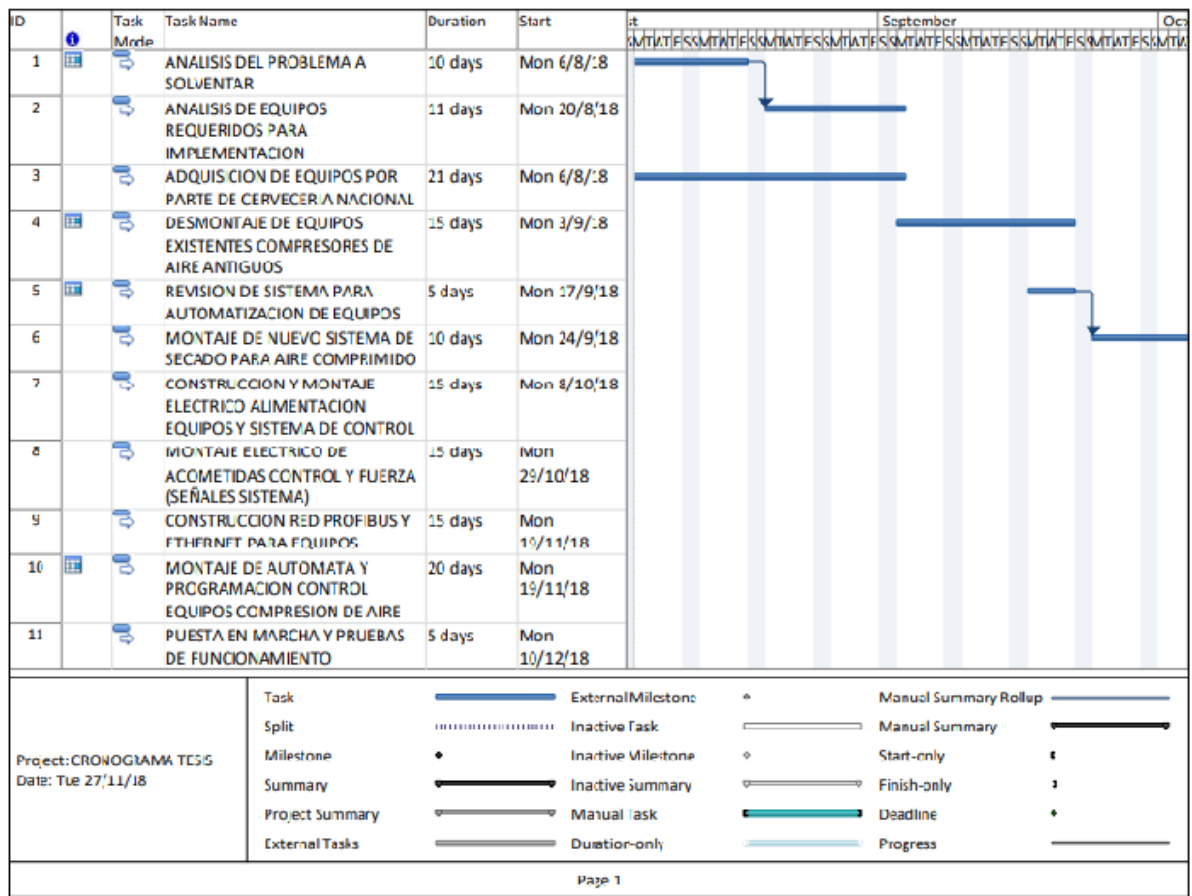 ID Task Mode Task Name Duration Start
September
1 ANALISIS DEL PROBLEMA A 10 days Mon 6/8/18
SOLVENTAR
2 ANALISIS DE EQUIPOS 11 days Mon 20/8/18
REQUERIDOS PARA
IMPLEMENTACION
3 ADQUISICION DE EQUIPOS POR 21 days Mon 6/8/18
PARTE DE CERVECERIA NACIONAL
4 DESMONTAJE DE EQUIPOS 15 days Mon 3/9/18
EXISTENTES COMPRESORES DE
AIRE ANTIGUOS
5 REVISION DE SISTEMA PARA 5 days Mon 17/9/18
AUTOMATIZACION DE EQUIPOS
6 MONTAJE DE NUEVO SISTEMA DE 10 days Mon 24/9/18
SECADO PARA AIRE COMPRIMIDO
7 CONSTRUCCION Y MONTAJE 15 days Mon 8/10/18
ELECTRICO ALIMENTACION
EQUIPOS Y SISTEMA DE CONTROL
8 MONTAJE ELECTRICO DE 15 days Mon
ACOMETIDAS CONTROL Y FUERZA 29/10/18
(SEÑALES SISTEMA)
9 CONSTRUCCION RED PROFIBUS Y 15 days Mon
ETHERNET PARA EQUIPOS 19/11/18
10 MONTAJE DE AUTOMATA Y 20 days Mon
PROGRAMACION CONTROL 19/11/18
EQUIPOS COMPRESION DE AIRE
11 PUESTA EN MARCHA Y PRUEBAS 5 days Mon
DE FUNCIONAMIENTO 10/12/18
Project: CRONOGRAMA TESIS
Date: Tue 27/11/18
Task External Milestone Manual Summary Rollup
Split Inactive Task Manual Summary
Milestone Inactive Milestone Start-only
Summary Inactive Summary Finish-only
Project Summary Manual Task Deadline
External Tasks Duration-only Progress
Page 1